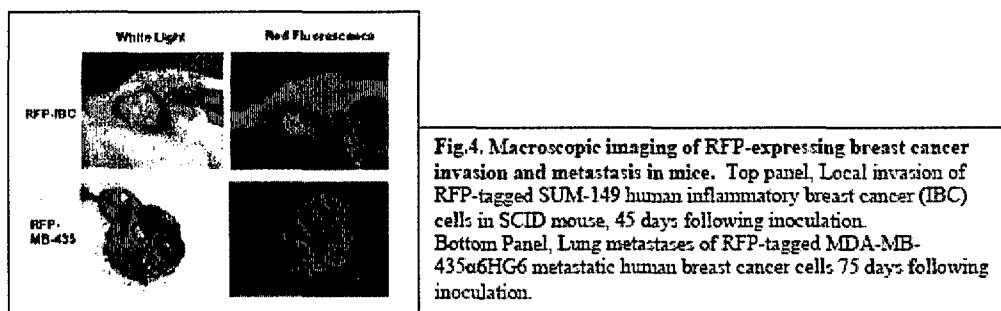 White Light Red Fluorescence
RFP-IBC
RFP-
MB-435
Fig.4. Macroscopic imaging of RFP-expressing breast cancer
invasion and metastasis in mice. Top panel, Local invasion of
RFP-tagged SUM-149 human inflammatory breast cancer (IBC)
cells in SCID mouse, 45 days following inoculation.
Bottom Panel, Lung metastases of RFP-tagged MDA-MB-
435α6HG6 metastatic human breast cancer cells 75 days following
inoculation.